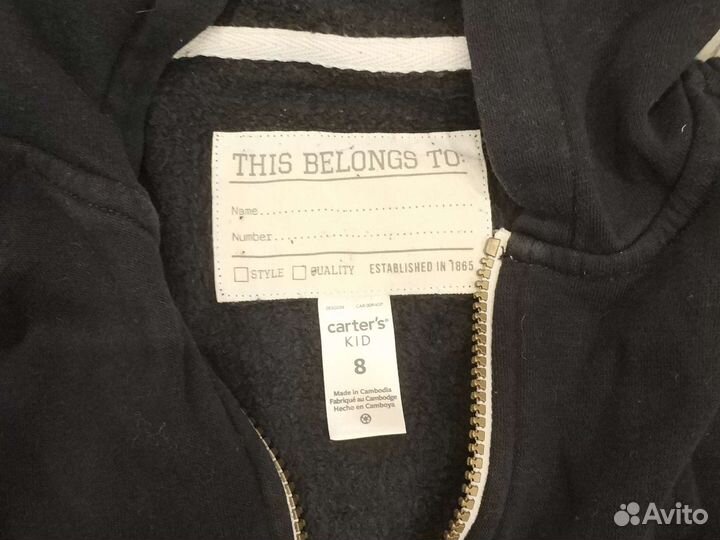 THIS BELONGS TO:
Name
Number
STYLE QUALITY ESTABLISHED IN 1865
carter's
KID
8
Made in Cambodia
Fabriqué au Cambodge
Hecho en Camboya
Avito